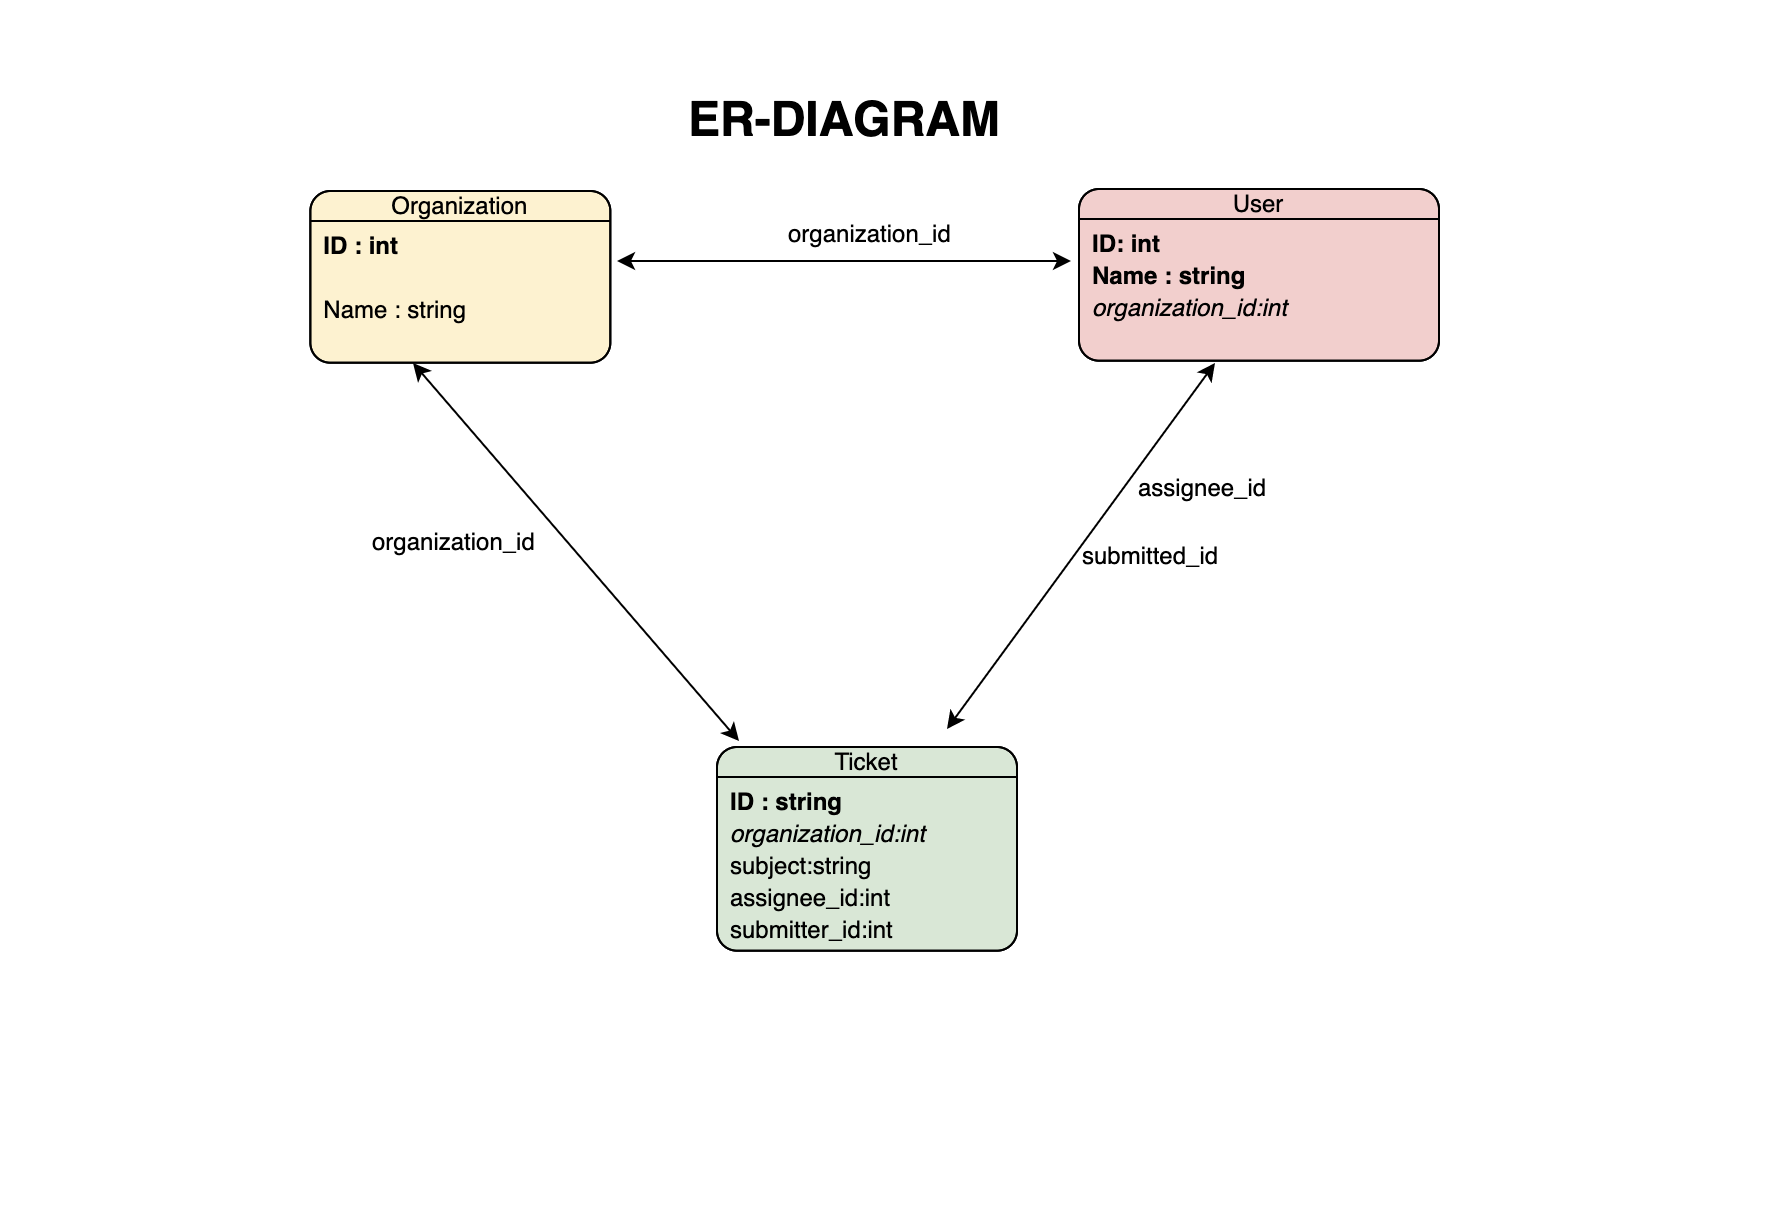 ER-DIAGRAM
Organization
ID : int
Name : string
organization_id
User
ID: int
Name : string
organization_id:int
organization_id
assignee_id
submitted_id
Ticket
ID : string
organization_id:int
subject:string
assignee_id:int
submitter_id:int